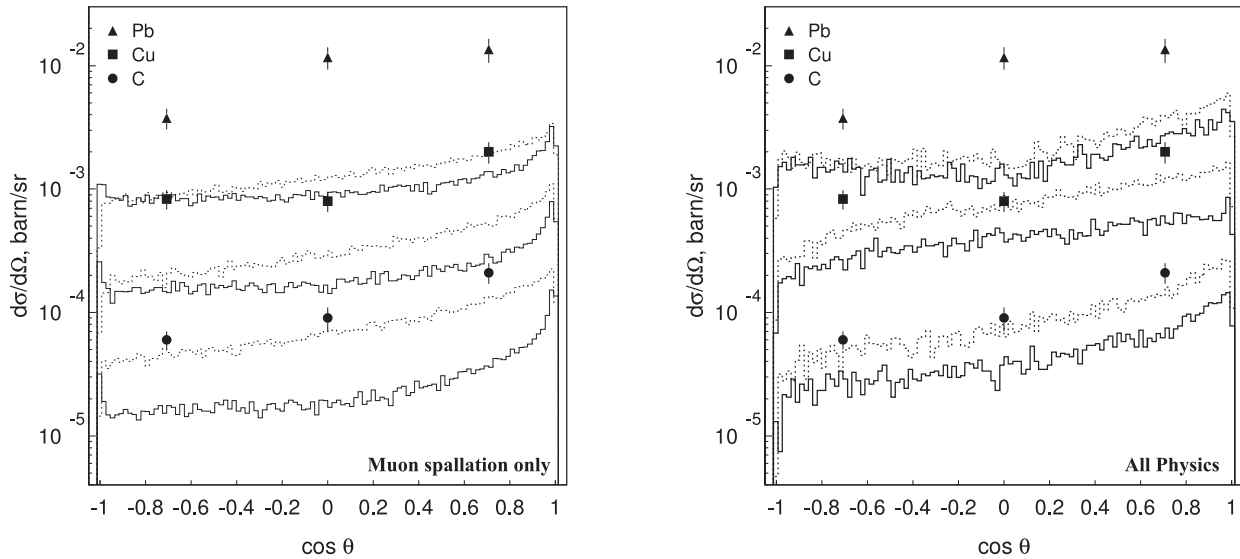 ▲ Pb
■ Cu
● C
10⁻²
10⁻³
10⁻⁴
10⁻⁵
dσ/dΩ, barn/sr
Muon spallation only
-1 -0.8 -0.6 -0.4 -0.2 0 0.2 0.4 0.6 0.8 1
cos θ
▲ Pb
■ Cu
● C
10⁻²
10⁻³
10⁻⁴
10⁻⁵
dσ/dΩ, barn/sr
All Physics
-1 -0.8 -0.6 -0.4 -0.2 0 0.2 0.4 0.6 0.8 1
cos θ